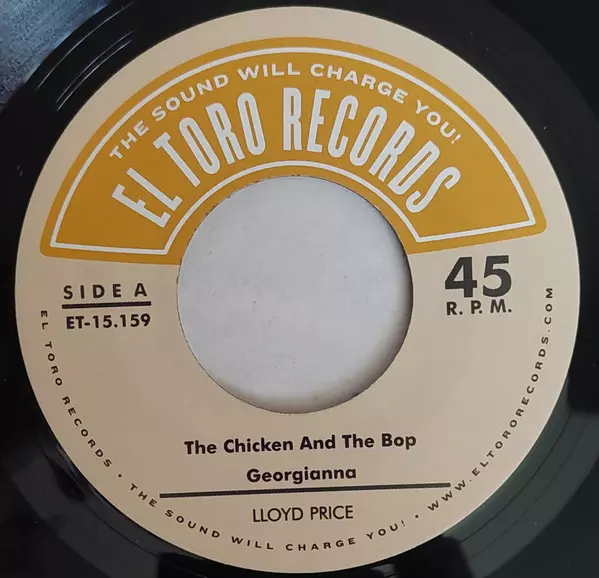 THE SOUND WILL CHARGE YOU!
EL TORO RECORDS
SIDE A
ET-15.159
45
R. P. M.
The Chicken And The Bop
Georgianna
LLOYD PRICE
EL TORO RECORDS • THE SOUND WILL CHARGE YOU! • WWW.ELTORORECORDS.COM